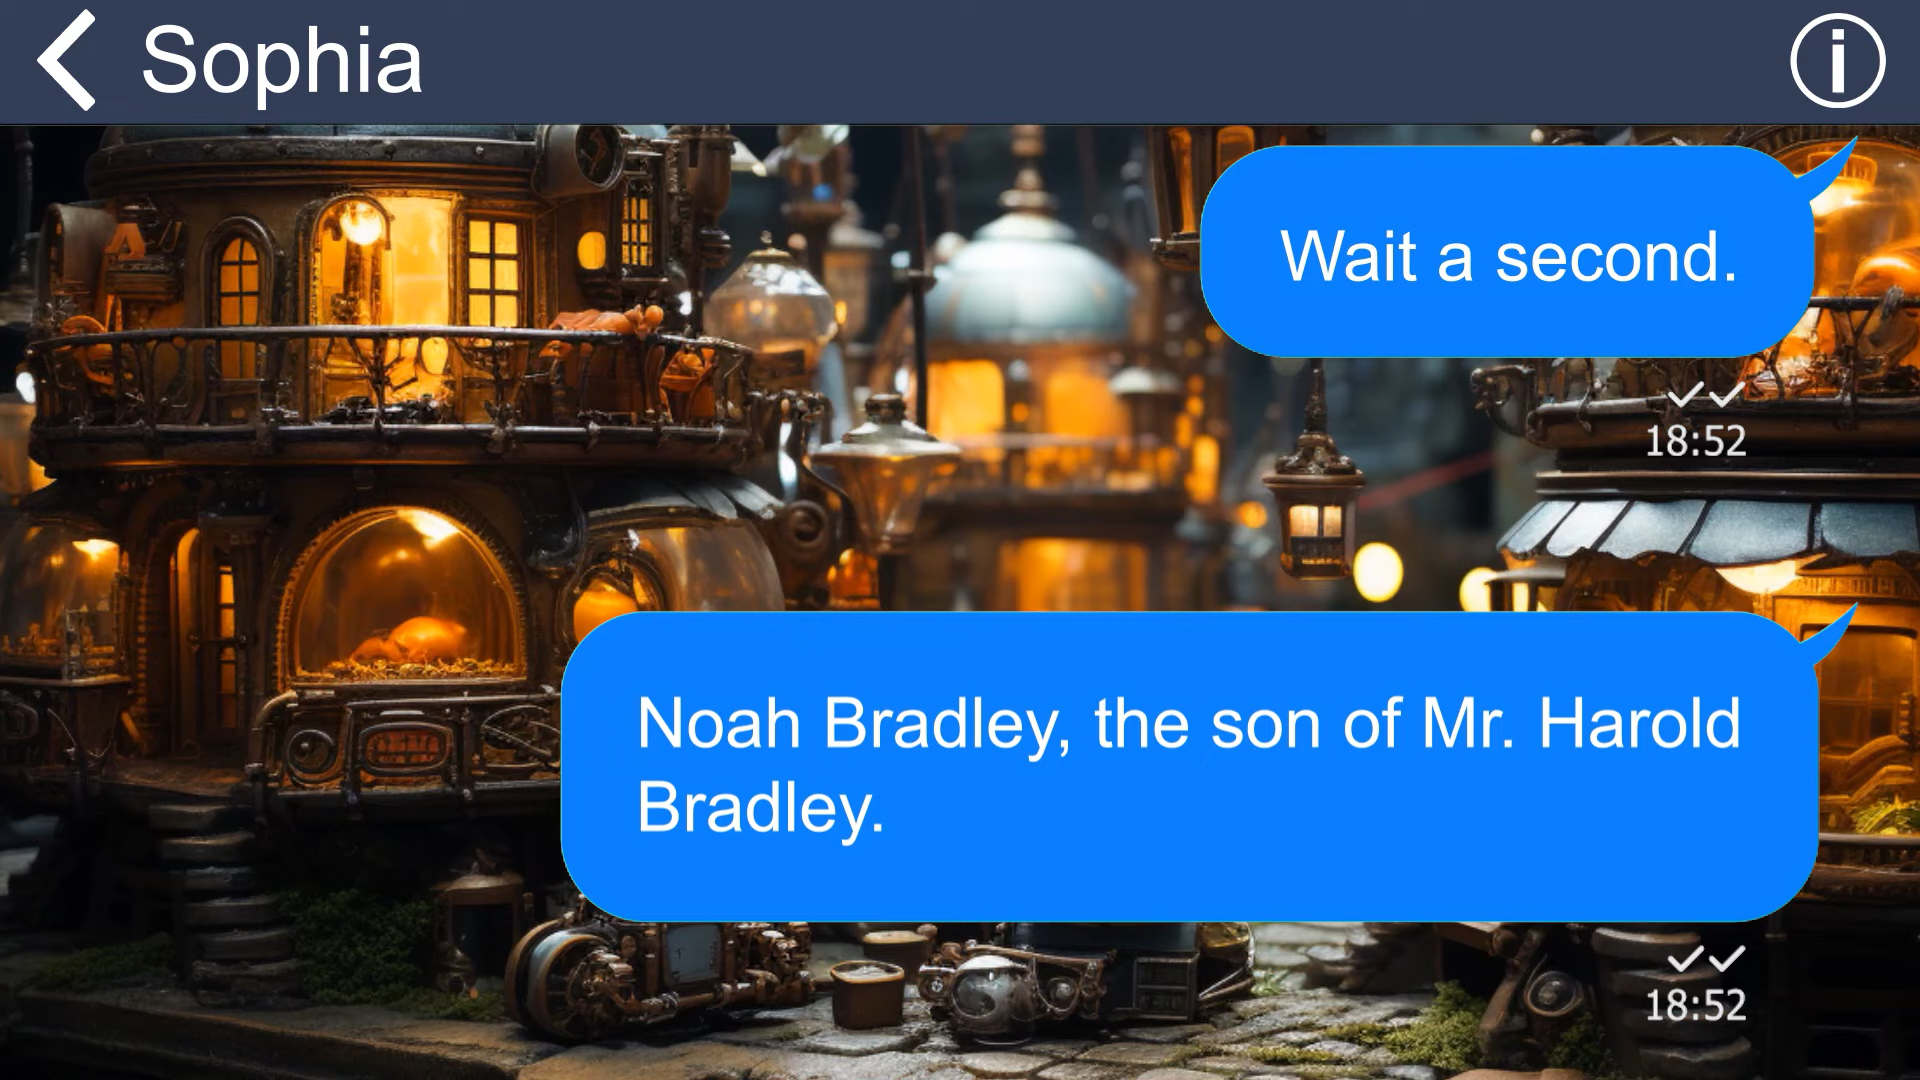 Sophia
Wait a second.
18:52
Noah Bradley, the son of Mr. Harold
Bradley.
18:52